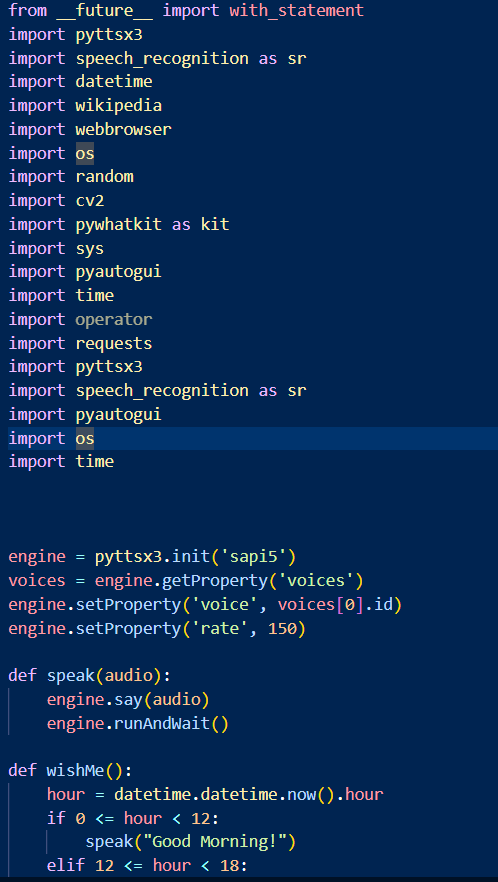 from __future__ import with_statement
import pyttsx3
import speech_recognition as sr
import datetime
import wikipedia
import webbrowser
import os
import random
import cv2
import pywhatkit as kit
import sys
import pyautogui
import time
import operator
import requests
import pyttsx3
import speech_recognition as sr
import pyautogui
import os
import time
engine = pyttsx3.init('sapi5')
voices = engine.getProperty('voices')
engine.setProperty('voice', voices[0].id)
engine.setProperty('rate', 150)
def speak(audio):
    engine.say(audio)
    engine.runAndWait()
def wishMe():
    hour = datetime.datetime.now().hour
    if 0 <= hour < 12:
        speak("Good Morning!")
    elif 12 <= hour < 18: